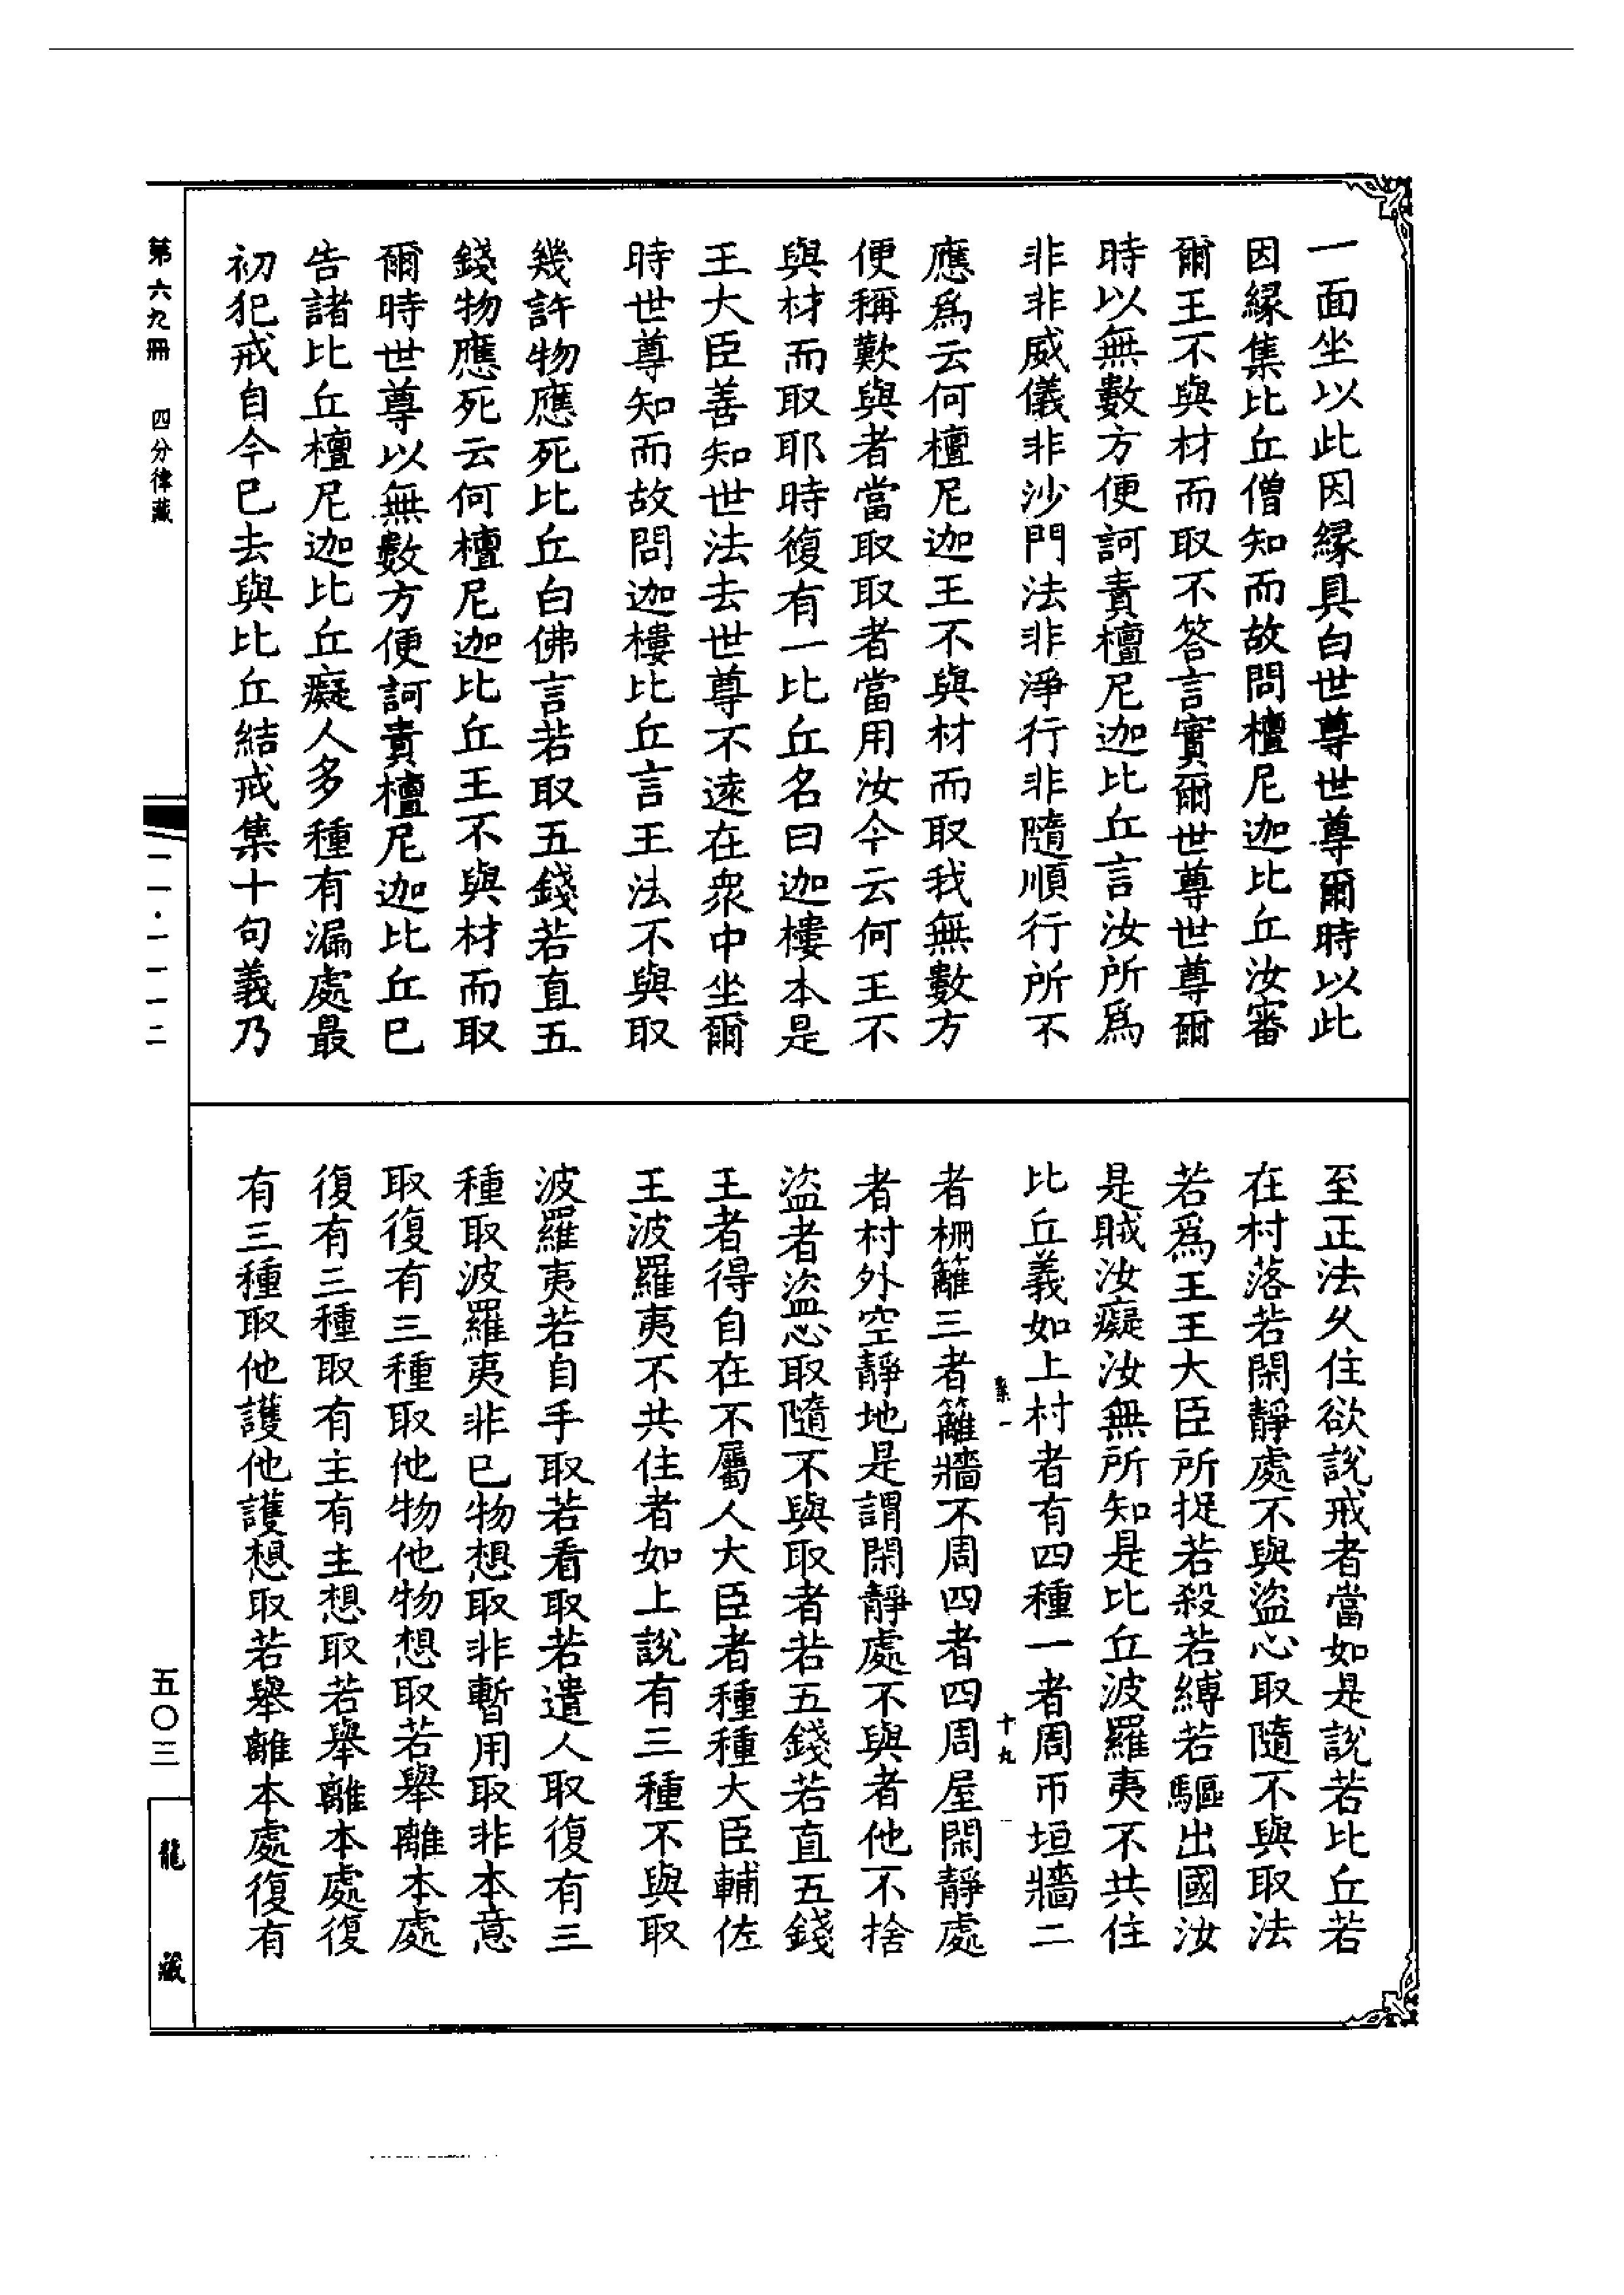 一面坐以此因緣具白世尊世尊爾時以此
因緣集比丘僧知而故問檀尼迦比丘汝審
爾王不與材而取不答言實爾世尊世尊爾
時以無數方便訶責檀尼迦比丘言汝所爲
非非威儀非沙門法非淨行非隨順行所不
應爲云何檀尼迦王不與材而取我無數方
便稱歎與者當取取者當用汝今云何王不
與材而取耶時復有一比丘名曰迦樓本是
王大臣善知世法去世尊不遠在衆中坐爾
時世尊知而故問迦樓比丘言王法不與取
幾許物應死比丘白佛言若取五錢若直五
錢物應死云何檀尼迦比丘王不與材而取
爾時世尊以無數方便訶責檀尼迦比丘已
告諸比丘檀尼迦比丘癡人多種有漏處最
初犯戒自今已去與比丘結戒集十句義乃
至正法久住欲說戒者當如是說若比丘若
在村落若閑靜處不與盜心取隨不與取法
若爲王王大臣所捉若殺若縛若驅出國汝
是賊汝癡汝無所知是比丘波羅夷不共住
比丘義如上村者有四種一者周帀垣牆二
業一
十九
者柵籬三者籬牆不周四者四周屋閑靜處
者村外空靜地是謂閑靜處不與者他不捨
盜者盜心取隨不與取者若五錢若直五錢
王者得自在不屬人大臣者種種大臣輔佐
王波羅夷不共住者如上說有三種不與取
波羅夷若自手取若看取若遣人取復有三
種取波羅夷非已物想取非暫用取非本意
取復有三種取他物他物想取若舉離本處
復有三種取有主有主想取若舉離本處復
有三種取他護他護想取若舉離本處復有
第六九冊
四分律藏
一一·一一一二
五〇三
龍藏